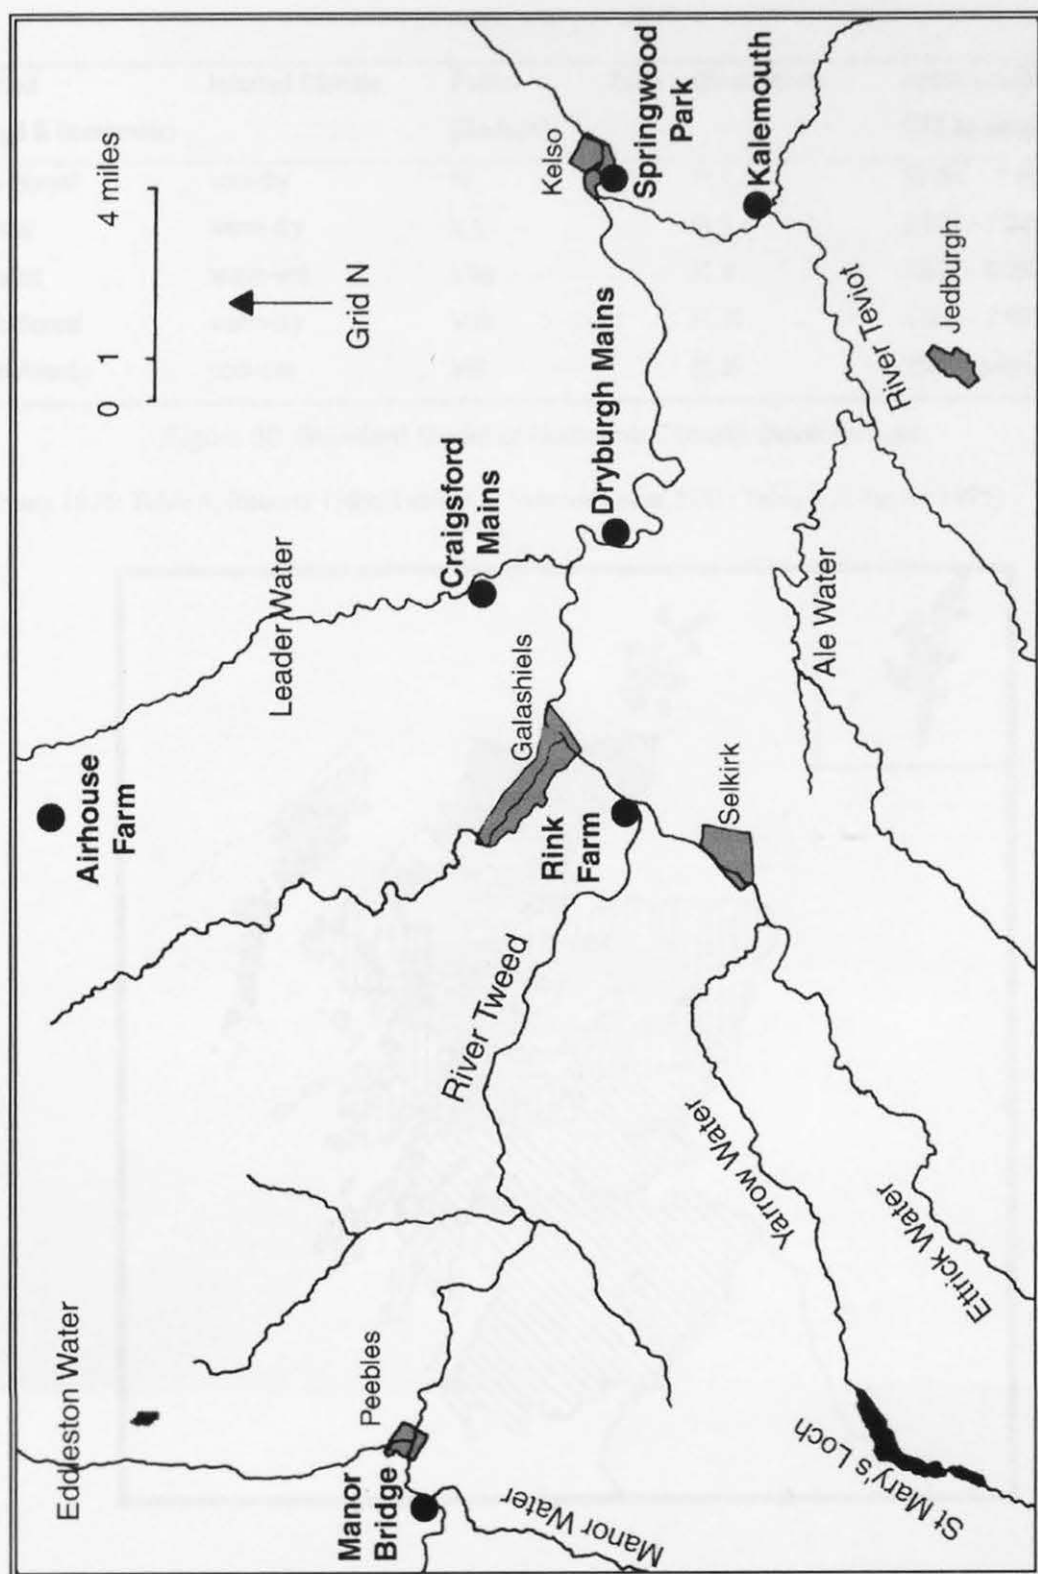 Eddleston Water
Peebles
Manor
Bridge
Manor Water
St Mary's Loch
Ettrick Water
Yarrow Water
River Tweed
Airhouse
Farm
Leader Water
Galashiels
Rink
Farm
Selkirk
Craigsford
Mains
Dryburgh Mains
Ale Water
0 1 4 miles
Grid N
Kelso
Springwood
Park
Kalemouth
River Teviot
Jedburgh